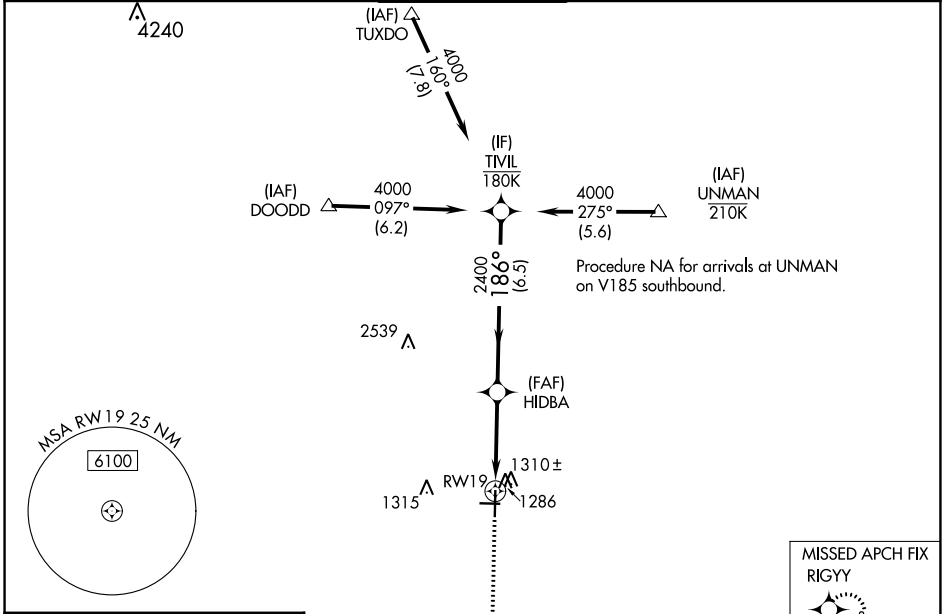 4240
(IAF)
TUXDO
4000
160°
(7.8)
(IF)
TIVIL
180K
(IAF)
DOODD
4000
097°
(6.2)
4000
275°
(5.6)
(IAF)
UNMAN
210K
2400
186°
(6.5)
Procedure NA for arrivals at UNMAN
on V185 southbound.
2539
(FAF)
HIDBA
MSA RW19 25 NM
6100
1315
RW19
1310±
1286
MISSED APCH FIX
RIGYY